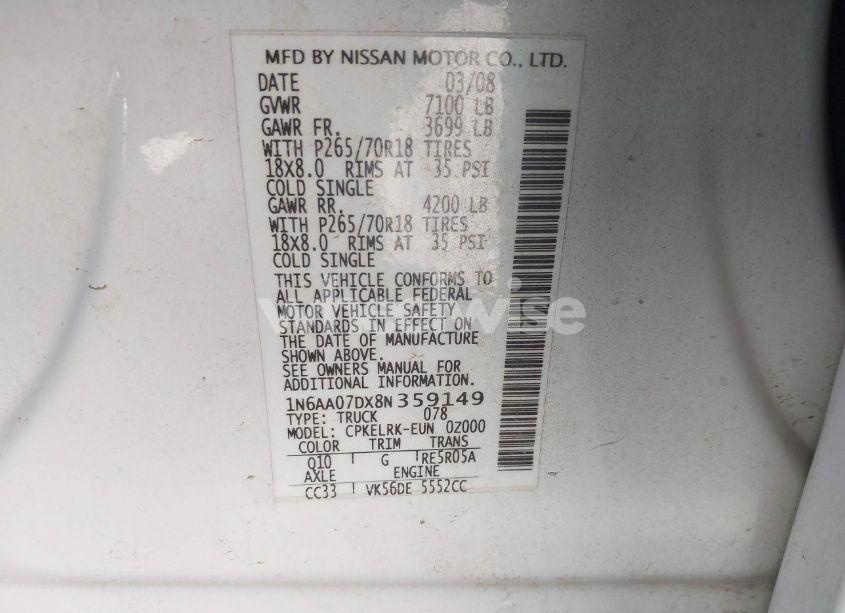 MFD BY NISSAN MOTOR CO., LTD.
DATE 03/08
GVWR 7100 LB
GAWR FR. 3699 LB
WITH P265/70R18 TIRES
18X8.0 RIMS AT 35 PSI
COLD SINGLE
GAWR RR. 4200 LB
WITH P265/70R18 TIRES
18X8.0 RIMS AT 35 PSI
COLD SINGLE
THIS VEHICLE CONFORMS TO
ALL APPLICABLE FEDERAL
MOTOR VEHICLE SAFETY
STANDARDS IN EFFECT ON
THE DATE OF MANUFACTURE
SHOWN ABOVE.
SEE OWNERS MANUAL FOR
ADDITIONAL INFORMATION.
1N6AA07DX8N359149
TYPE: TRUCK 078
MODEL: CPKELRK-EUN 0Z000
COLOR TRIM TRANS
Q10 G RE5R05A
AXLE ENGINE
CC33 VK56DE 5552CC